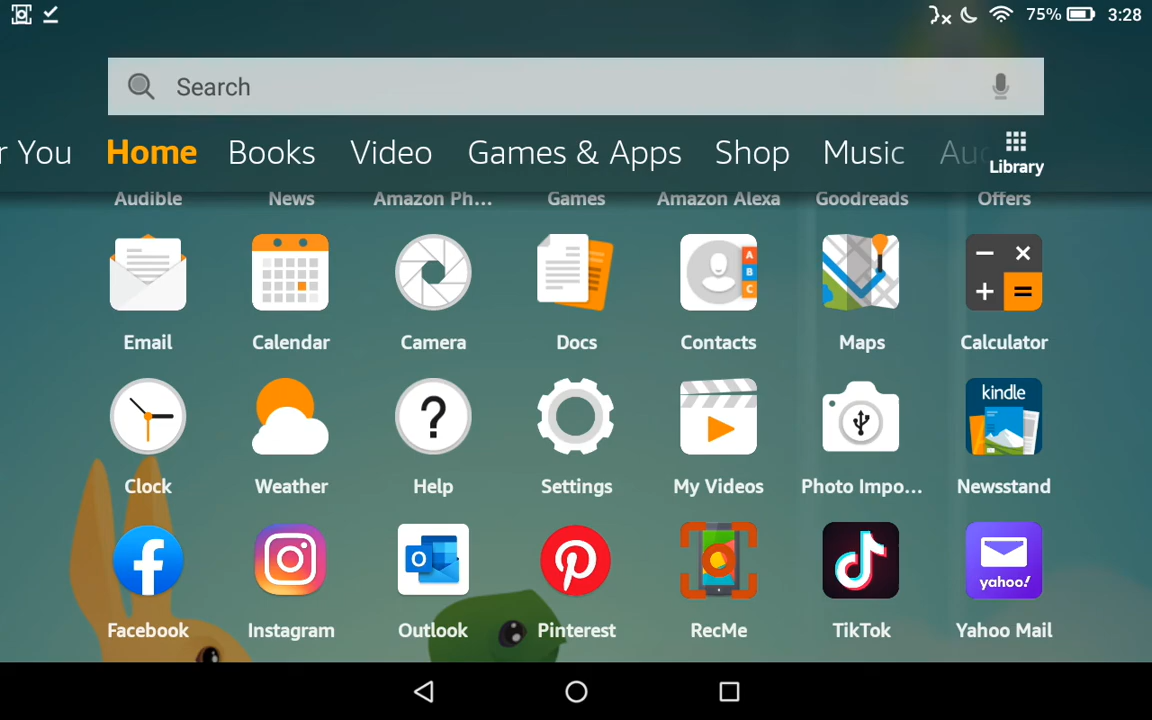 75% 3:28
Search
r You Home Books Video Games & Apps Shop Music Au
Library
Audible News Amazon Ph... Games Amazon Alexa Goodreads Offers
A
B
C
Email Calendar Camera Docs Contacts Maps Calculator
kindle
Clock Weather Help Settings My Videos Photo Impo... Newsstand
yahoo!
Facebook Instagram Outlook Pinterest RecMe TikTok Yahoo Mail